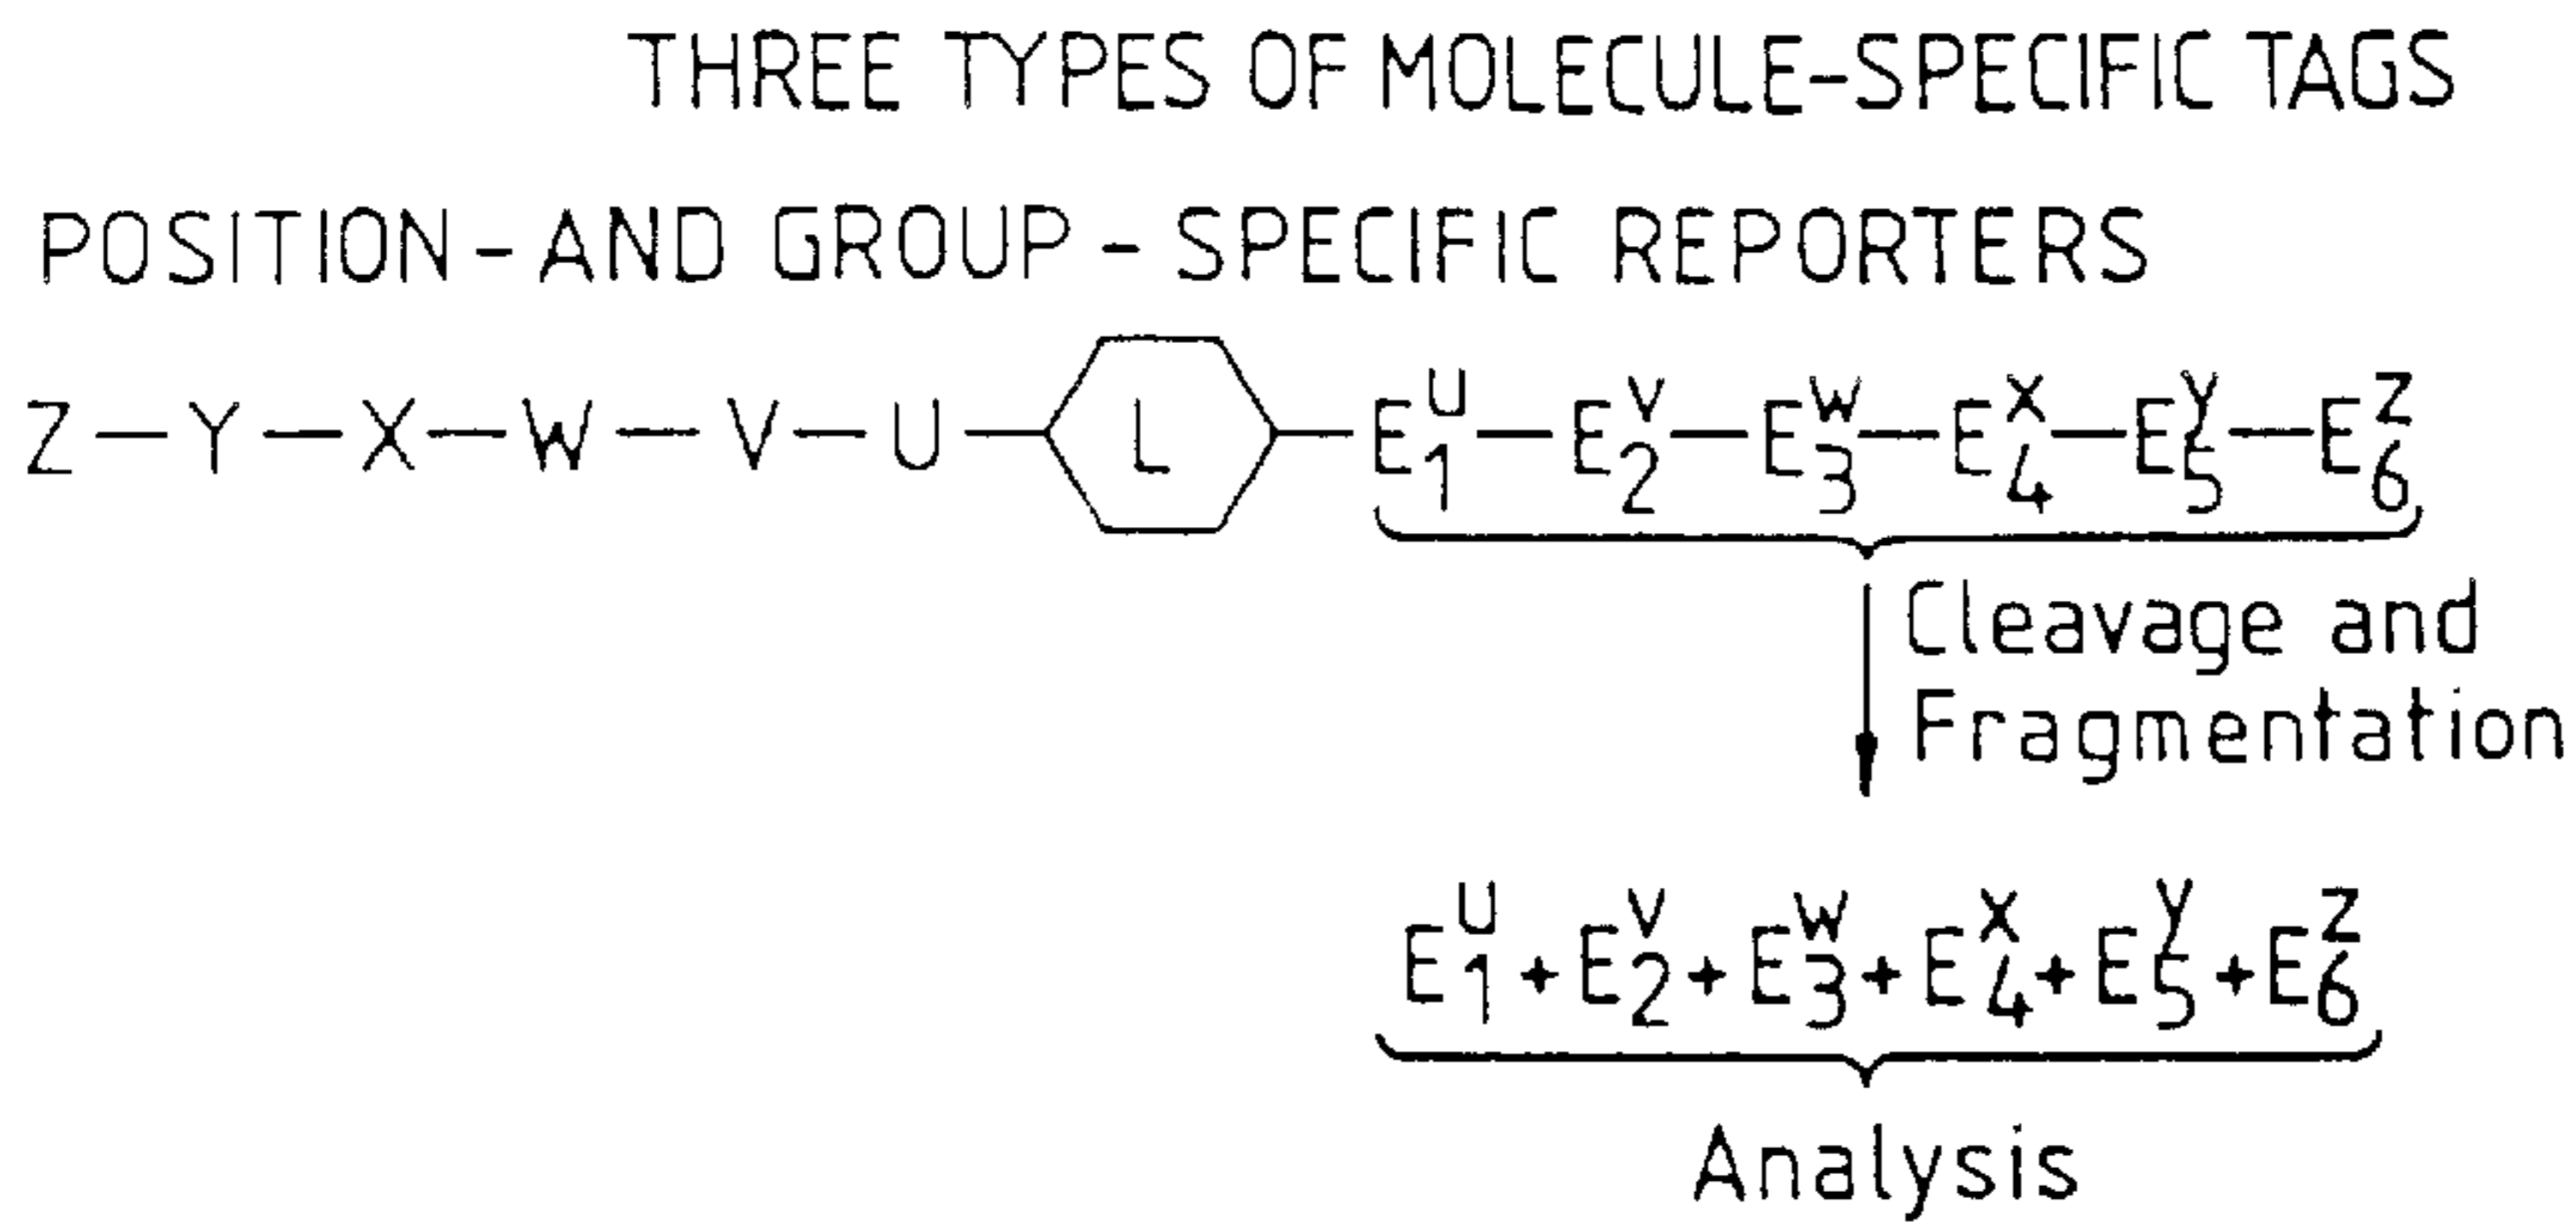 THREE TYPES OF MOLECULE-SPECIFIC TAGS
POSITION-AND GROUP-SPECIFIC REPORTERS
Z—Y—X—W—V—U—L—E₁ᵁ—E₂ⱽ—E₃ᵂ—E₄ˣ—E₅ʸ—E₆ᶻ
Cleavage and
Fragmentation
E₁ᵁ+E₂ⱽ+E₃ᵂ+E₄ˣ+E₅ʸ+E₆ᶻ
Analysis